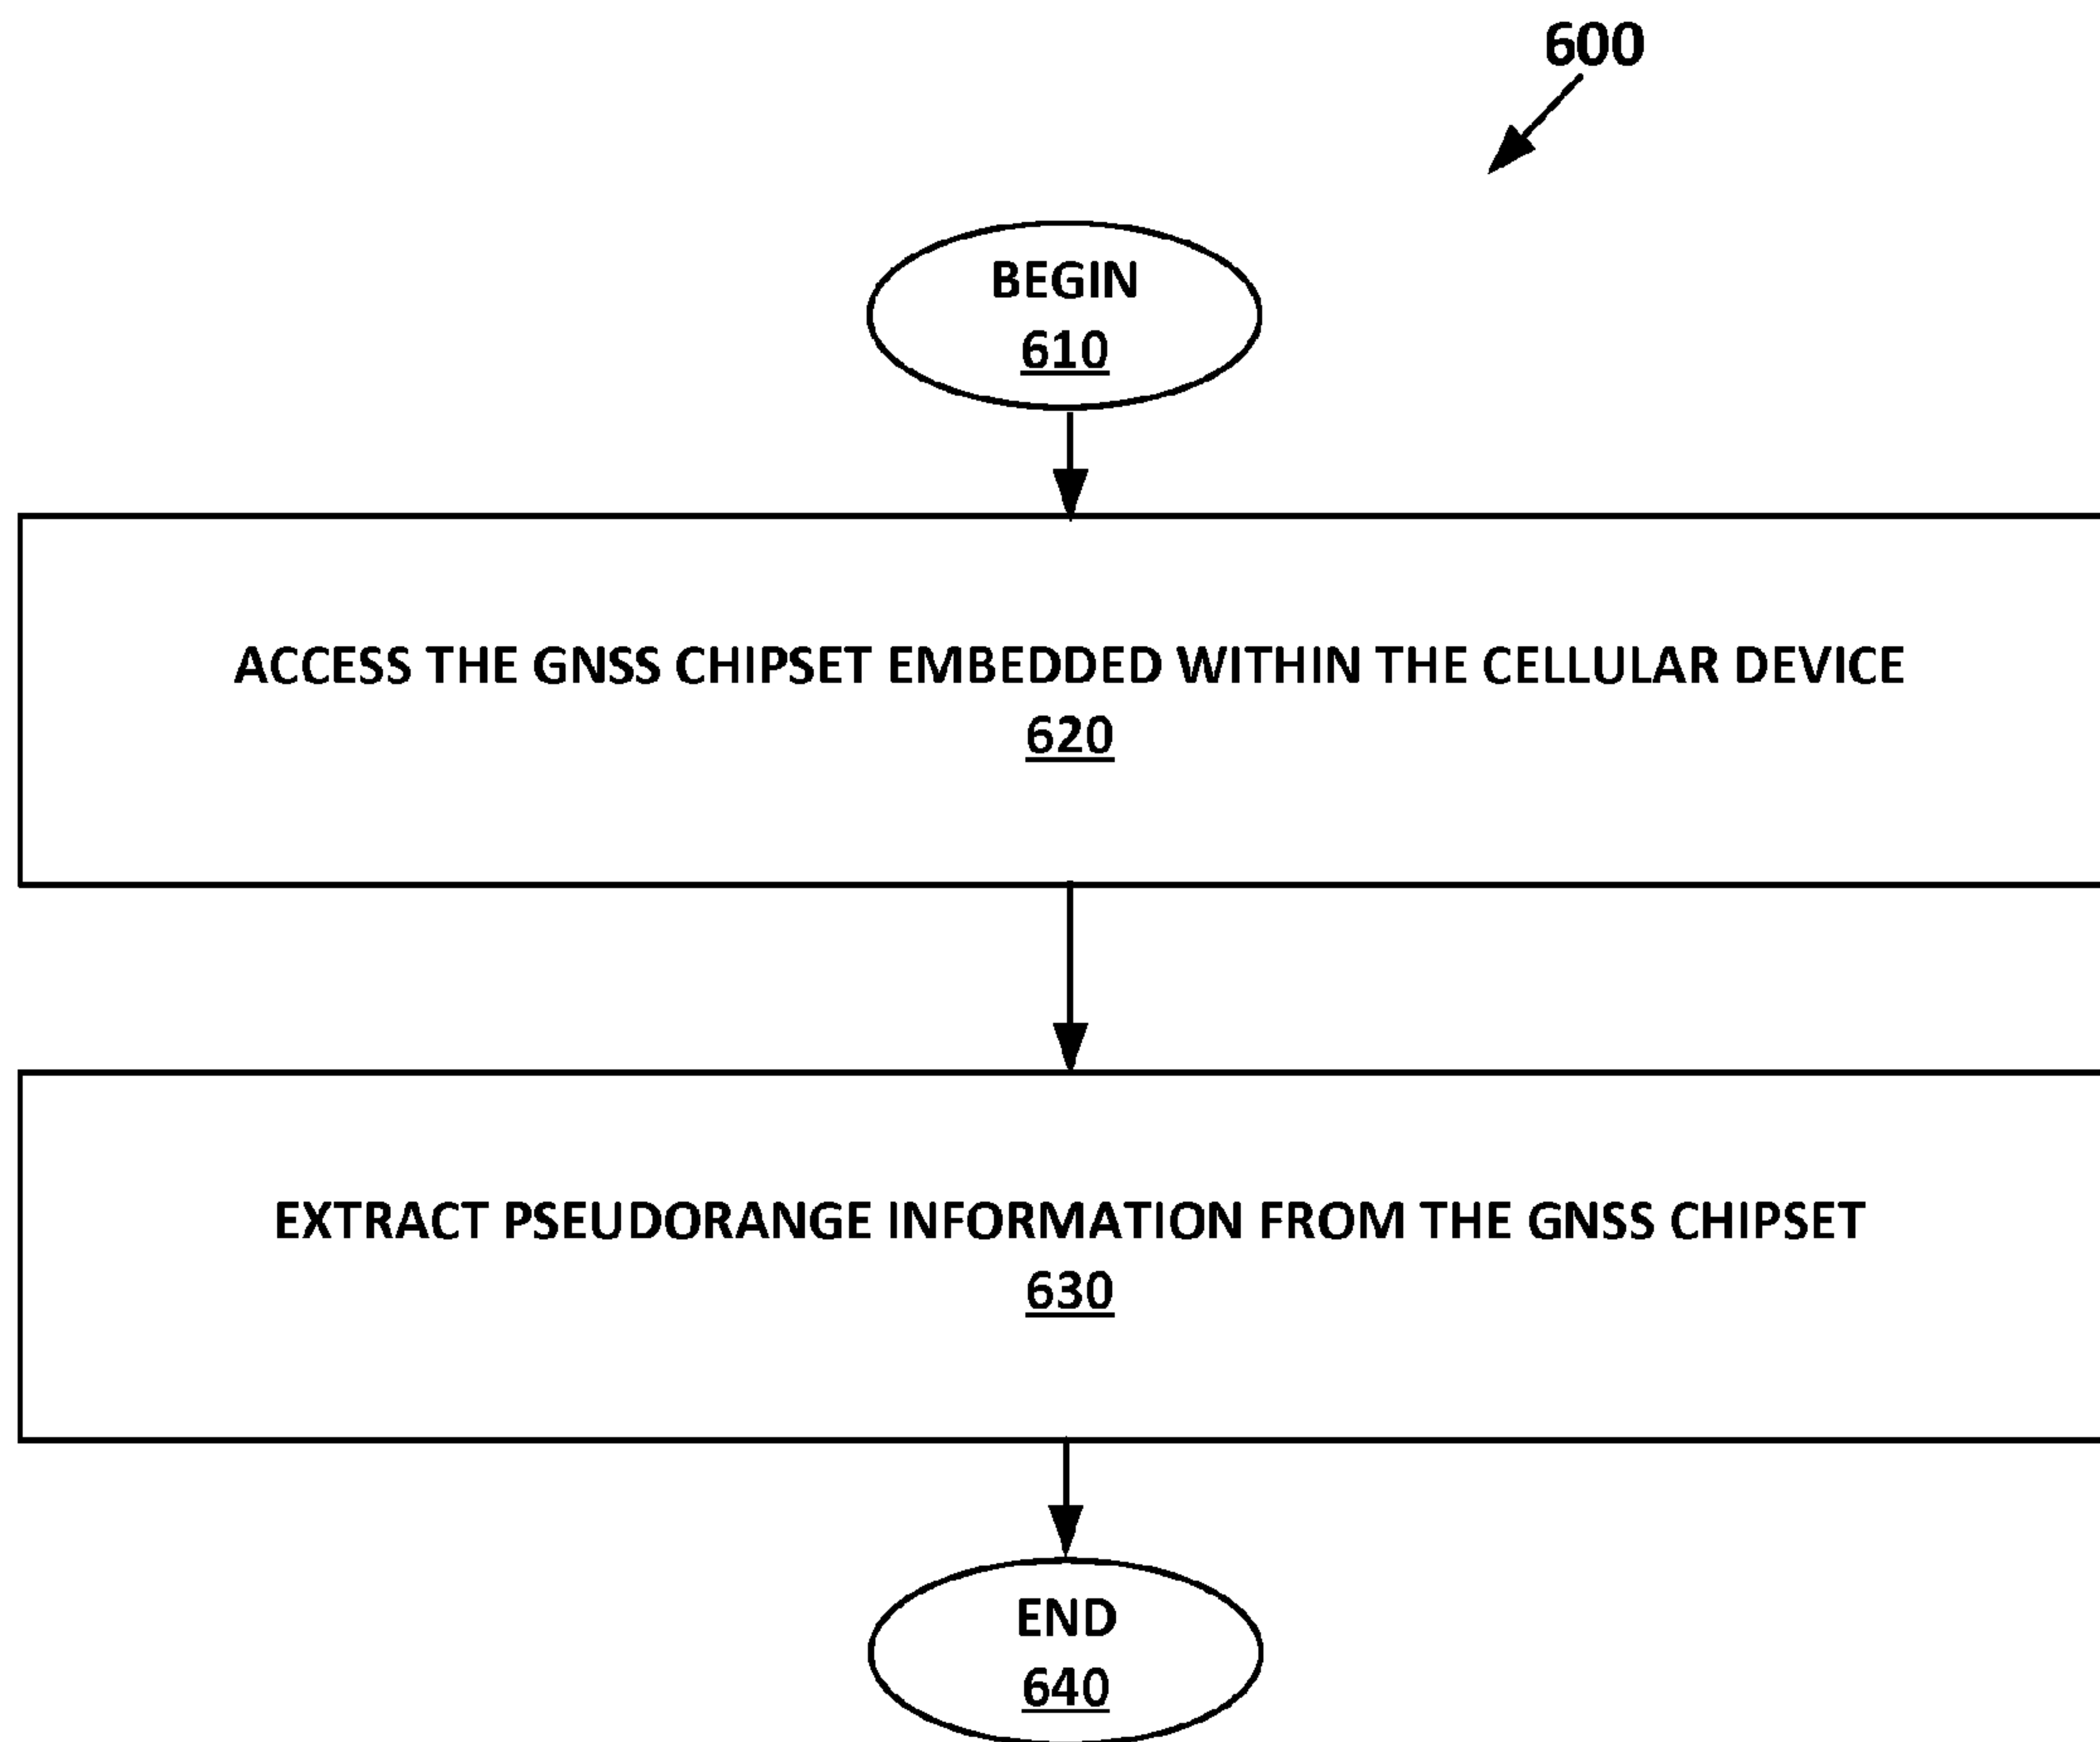 600
BEGIN
610
ACCESS THE GNSS CHIPSET EMBEDDED WITHIN THE CELLULAR DEVICE
620
EXTRACT PSEUDORANGE INFORMATION FROM THE GNSS CHIPSET
630
END
640